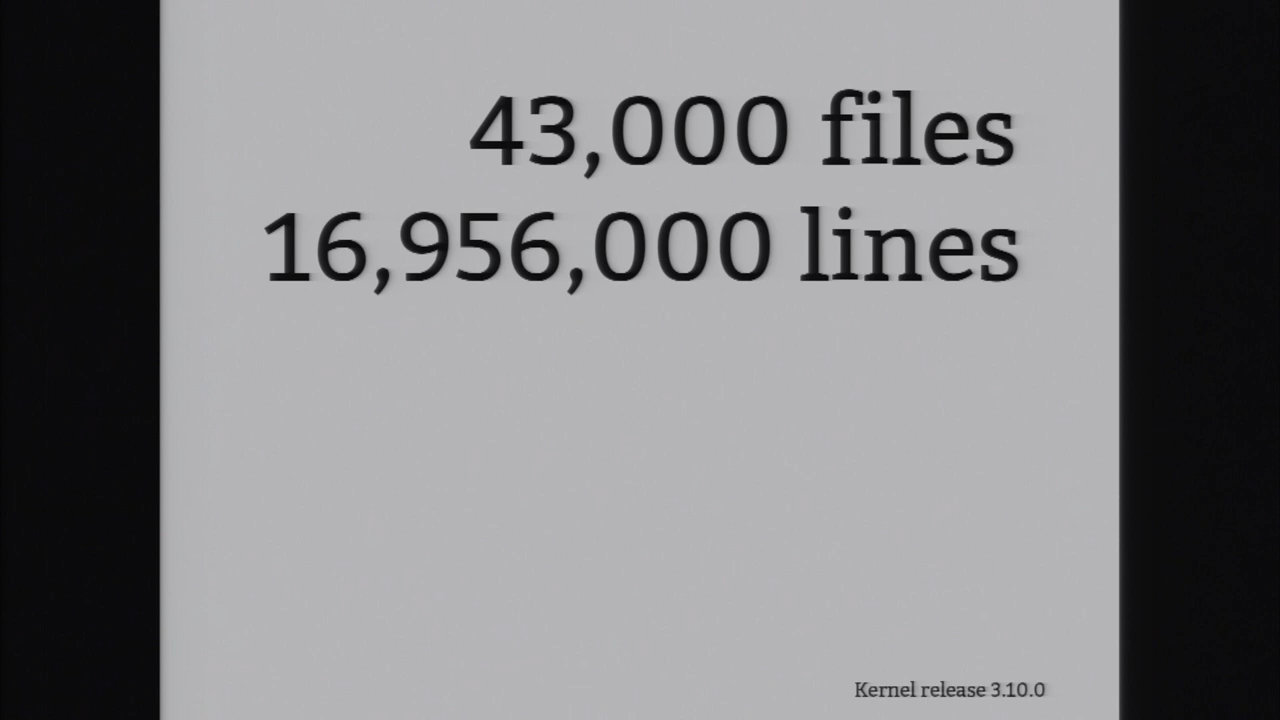 43,000 files
16,956,000 lines
Kernel release 3.10.0